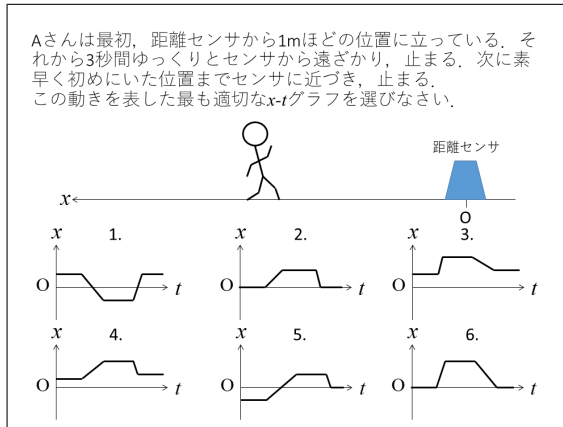 Aさんは最初，距離センサから1mほどの位置に立っている．そ
れから3秒間ゆっくりとセンサから遠ざかり，止まる．次に素
早く初めにいた位置までセンサに近づき，止まる．
この動きを表した最も適切なx-tグラフを選びなさい．
距離センサ
x
O
x 1.
O t
x 2.
O t
x 3.
O t
x 4.
O t
x 5.
O t
x 6.
O t